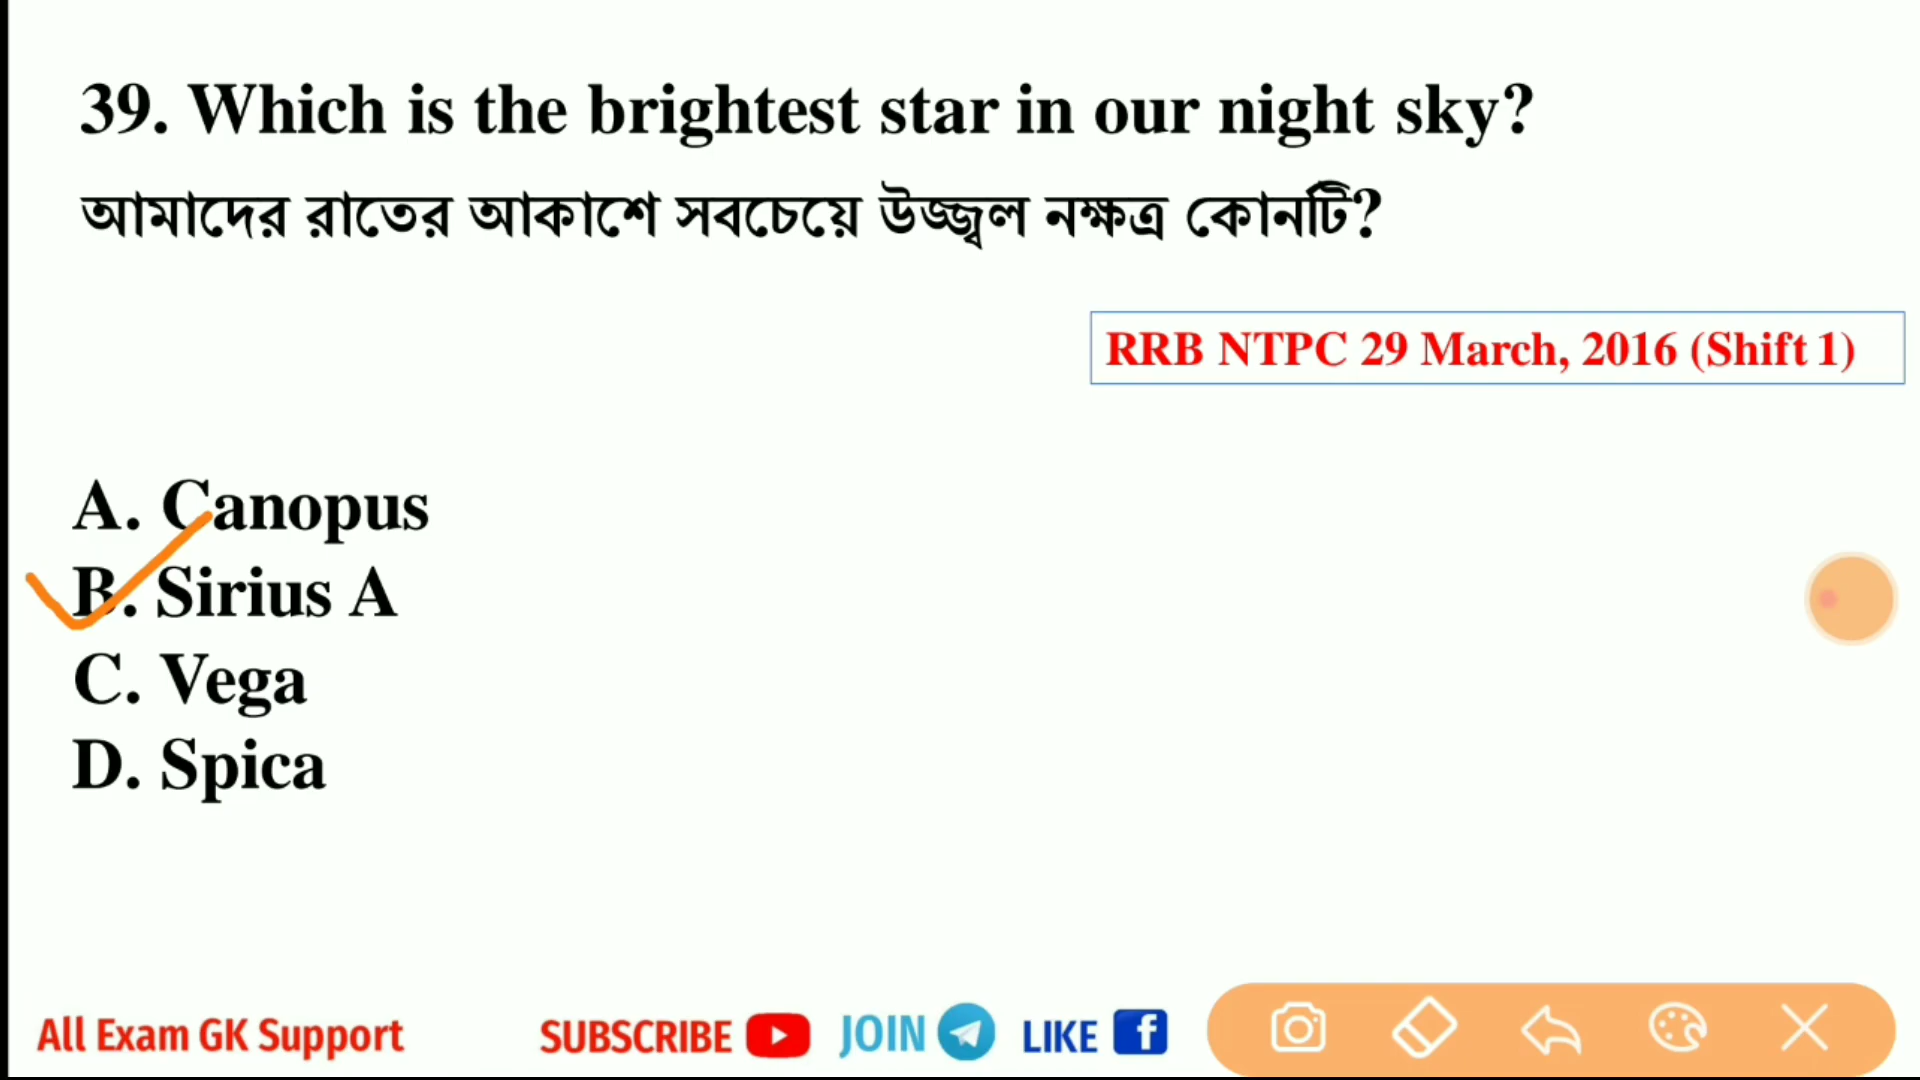 39. Which is the brightest star in our night sky?
আমাদের রাতের আকাশে সবচেয়ে উজ্জ্বল নক্ষত্র কোনটি?
RRB NTPC 29 March, 2016 (Shift 1)
A. Canopus
B. Sirius A
C. Vega
D. Spica
All Exam GK Support SUBSCRIBE JOIN LIKE f